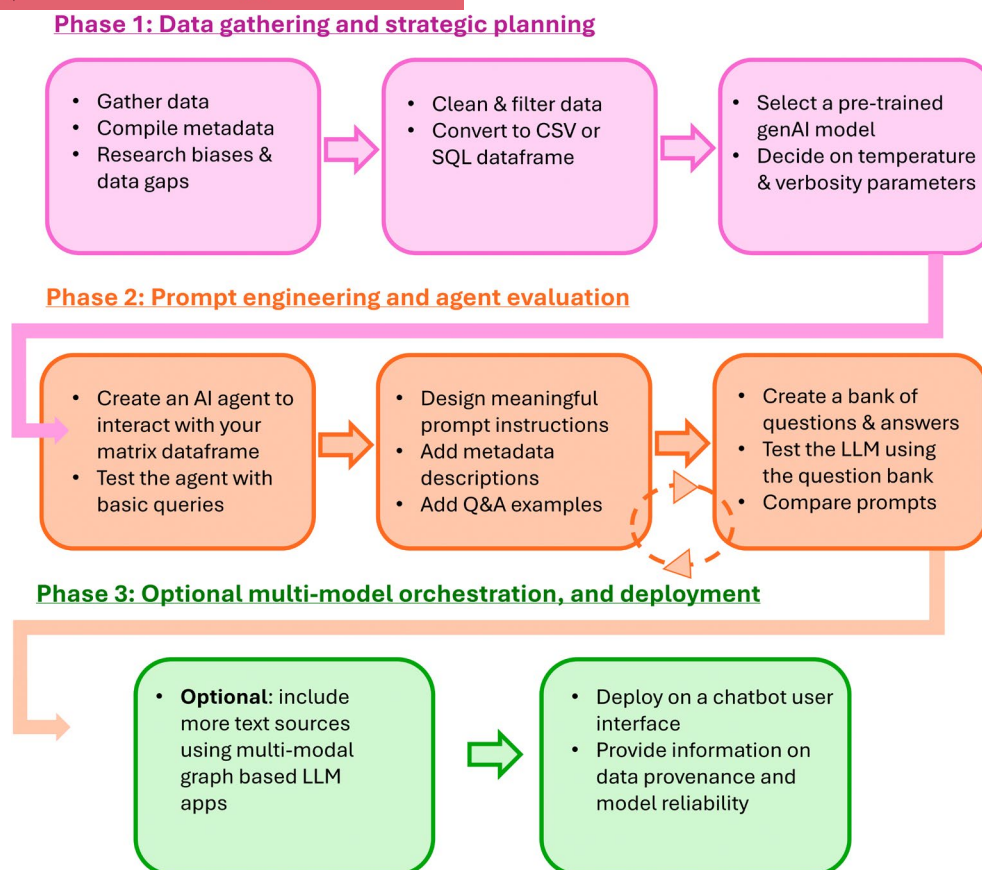 Phase 1: Data gathering and strategic planning
• Gather data
• Compile metadata
• Research biases &
data gaps
• Clean & filter data
• Convert to CSV or
SQL dataframe
• Select a pre-trained
genAI model
• Decide on temperature
& verbosity parameters
Phase 2: Prompt engineering and agent evaluation
• Create an AI agent to
interact with your
matrix dataframe
• Test the agent with
basic queries
• Design meaningful
prompt instructions
• Add metadata
descriptions
• Add Q&A examples
• Create a bank of
questions & answers
• Test the LLM using
the question bank
• Compare prompts
Phase 3: Optional multi-model orchestration, and deployment
• Optional: include
more text sources
using multi-modal
graph based LLM
apps
• Deploy on a chatbot user
interface
• Provide information on
data provenance and
model reliability